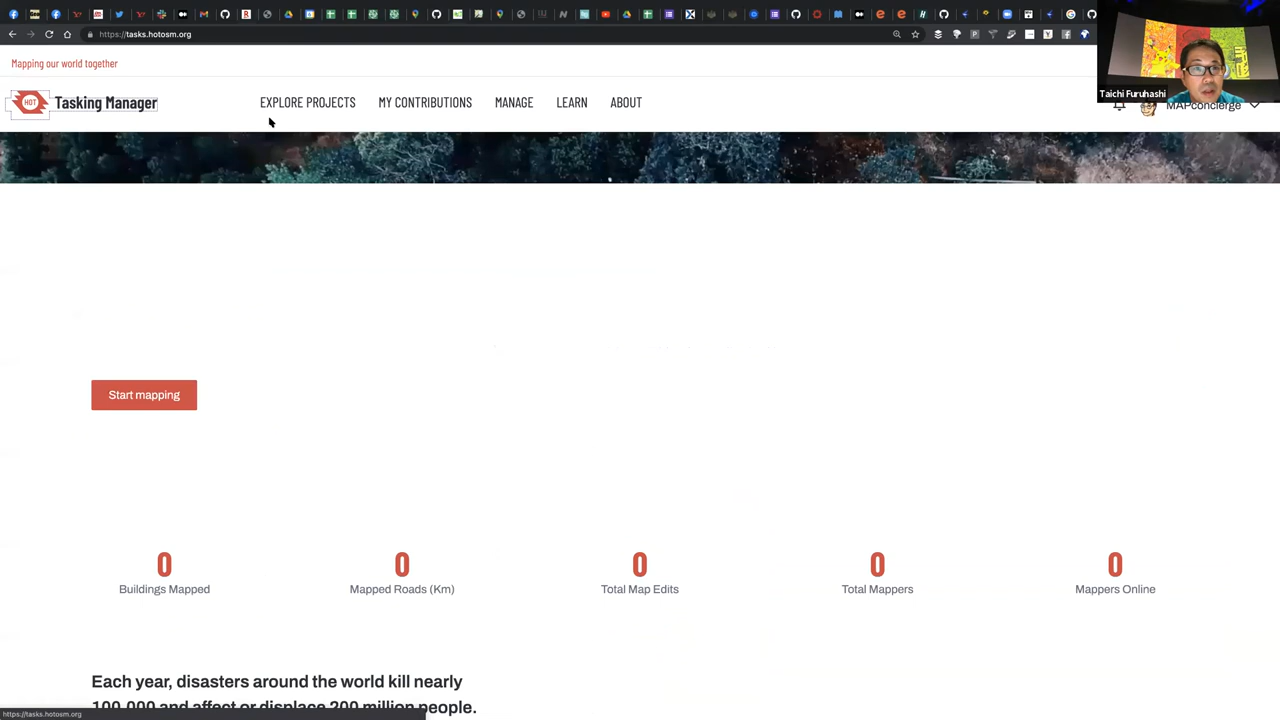 https://tasks.hotosm.org
Taichi Furuhashi
Mapping our world together
HOT
Tasking Manager
EXPLORE PROJECTS
MY CONTRIBUTIONS
MANAGE
LEARN
ABOUT
MAPconcierge
Start mapping
0
Buildings Mapped
0
Mapped Roads (Km)
0
Total Map Edits
0
Total Mappers
0
Mappers Online
Each year, disasters around the world kill nearly
100,000 and affect or displace 200 million people.
https://tasks.hotosm.org